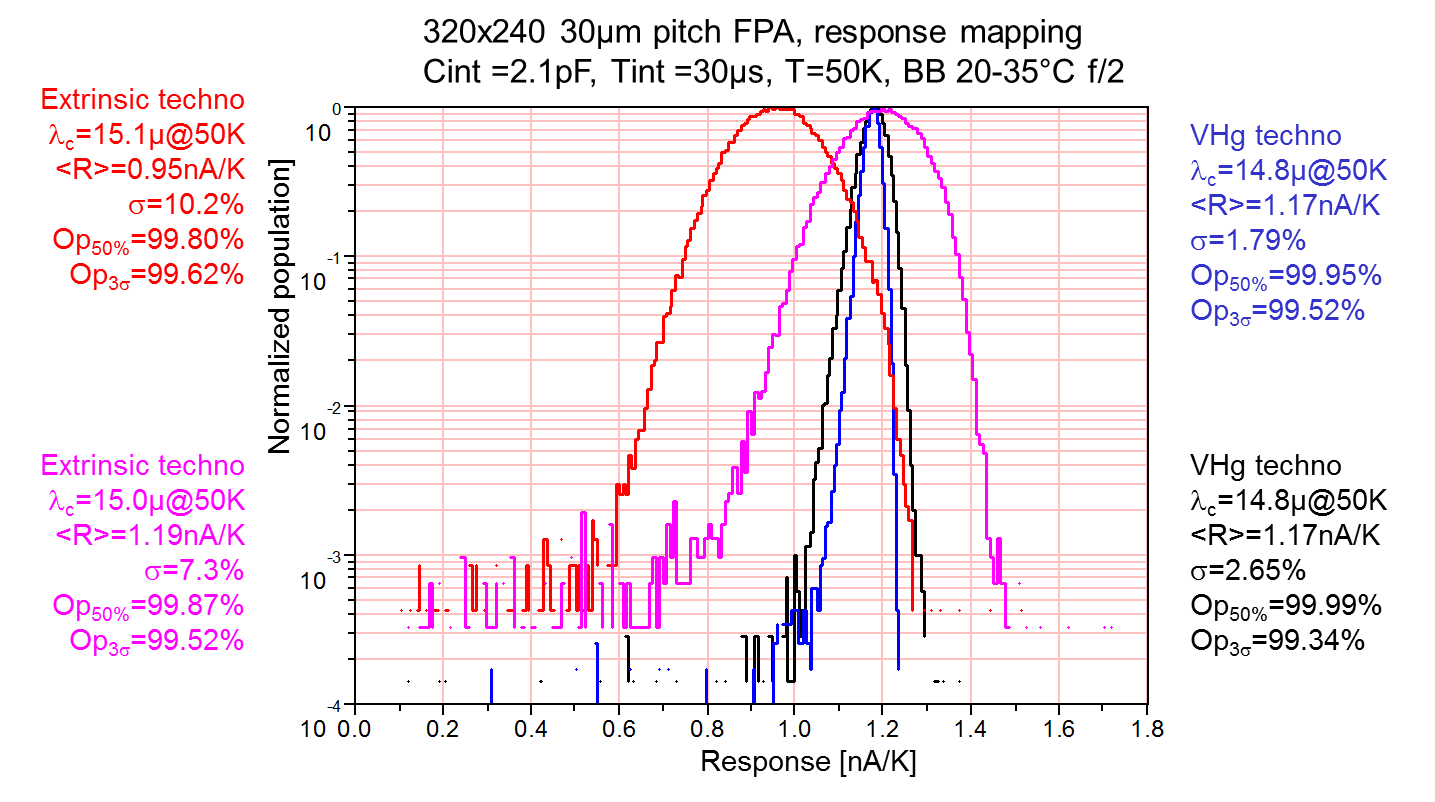 320x240 30µm pitch FPA, response mapping
Cint =2.1pF, Tint =30µs, T=50K, BB 20-35°C f/2
Extrinsic techno
λc=15.1µ@50K
<R>=0.95nA/K
σ=10.2%
Op50%=99.80%
Op3σ=99.62%
Extrinsic techno
λc=15.0µ@50K
<R>=1.19nA/K
σ=7.3%
Op50%=99.87%
Op3σ=99.52%
Normalized population]
10 0
10 -1
10 -2
10 -3
10 -4
0.0 0.2 0.4 0.6 0.8 1.0 1.2 1.4 1.6 1.8
Response [nA/K]
VHg techno
λc=14.8µ@50K
<R>=1.17nA/K
σ=1.79%
Op50%=99.95%
Op3σ=99.52%
VHg techno
λc=14.8µ@50K
<R>=1.17nA/K
σ=2.65%
Op50%=99.99%
Op3σ=99.34%